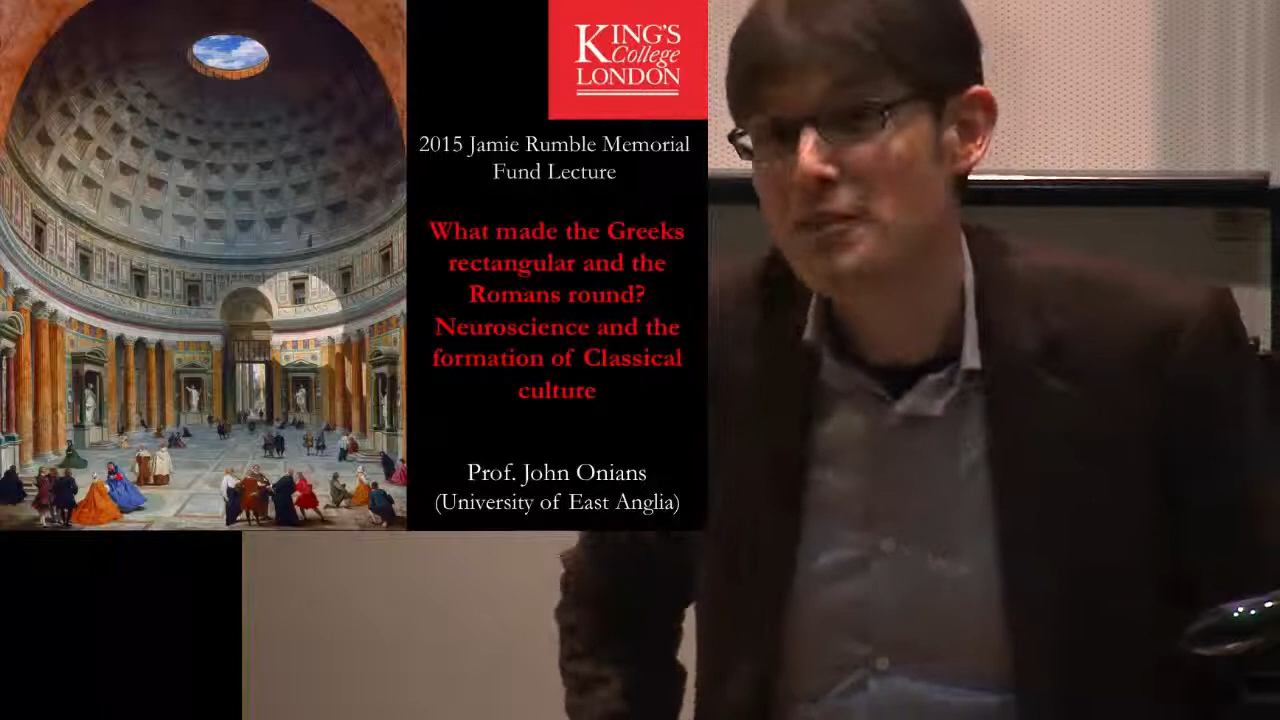 KING'S
College
LONDON
2015 Jamie Rumble Memorial
Fund Lecture
What made the Greeks
rectangular and the
Romans round?
Neuroscience and the
formation of Classical
culture
Prof. John Onians
(University of East Anglia)